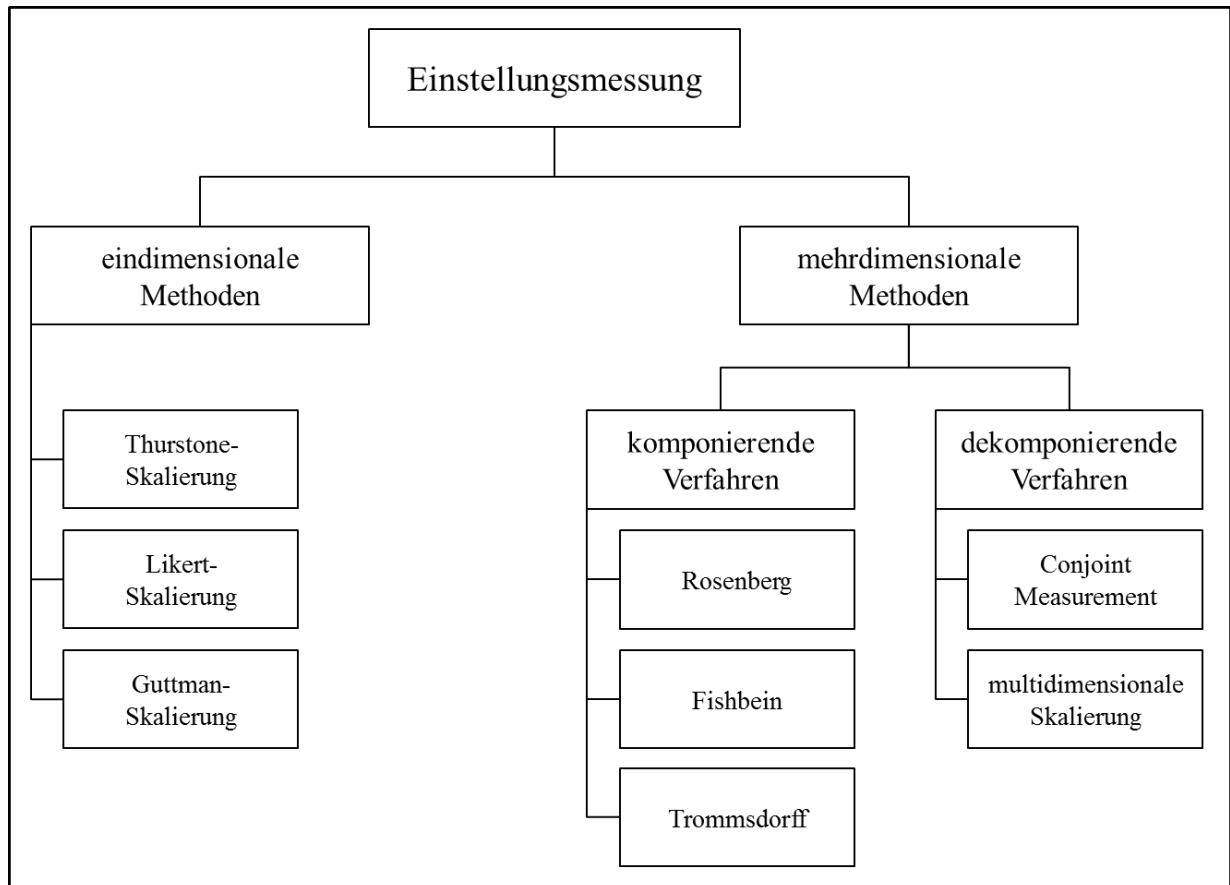 Einstellungsmessung
eindimensionale
Methoden
mehrdimensionale
Methoden
Thurstone-
Skalierung
Likert-
Skalierung
Guttman-
Skalierung
komponierende
Verfahren
Rosenberg
Fishbein
Trommsdorff
dekomponierende
Verfahren
Conjoint
Measurement
multidimensionale
Skalierung